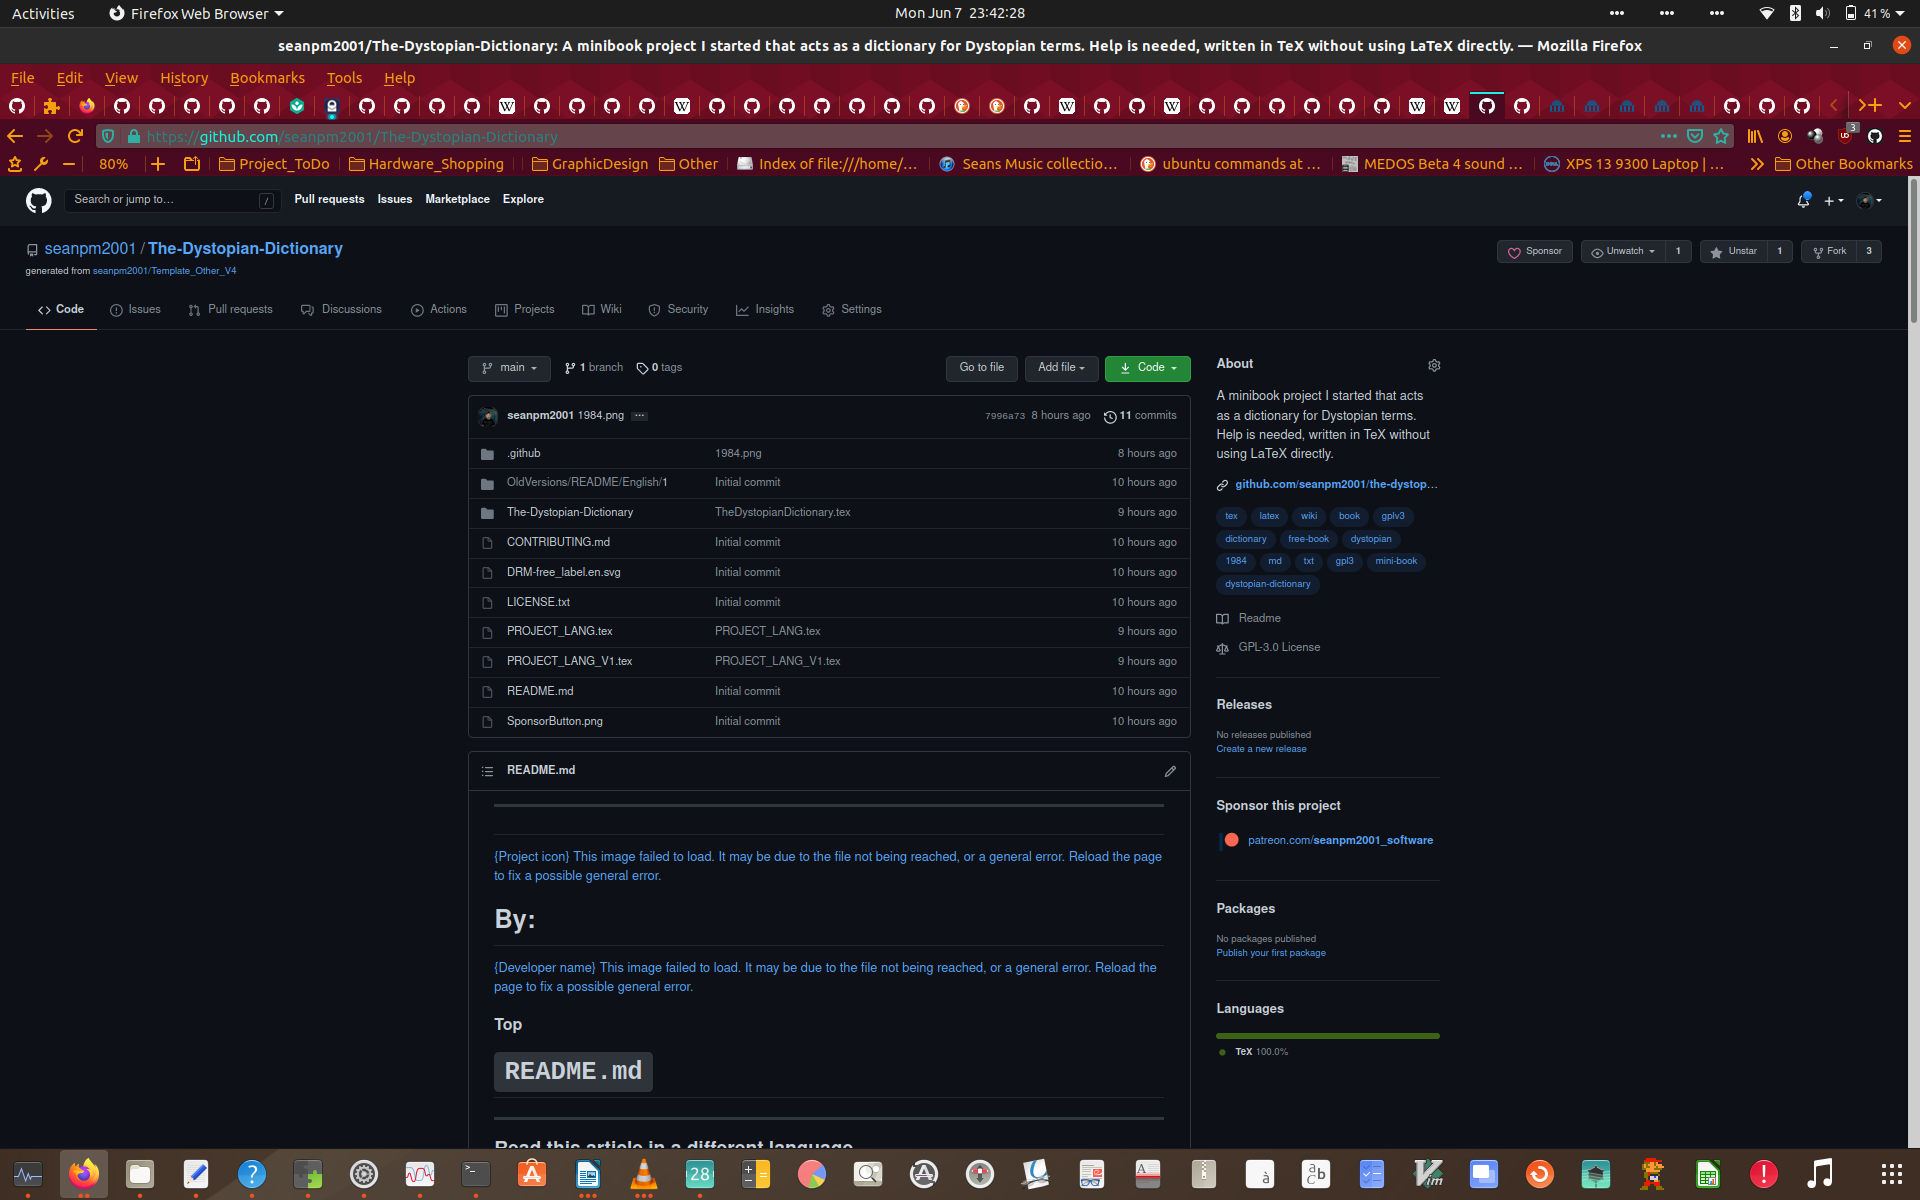 Activities Firefox Web Browser Mon Jun 7 23:42:28 41 %
seanpm2001/The-Dystopian-Dictionary: A minibook project I started that acts as a dictionary for Dystopian terms. Help is needed, written in TeX without using LaTeX directly. — Mozilla Firefox
File Edit View History Bookmarks Tools Help
https://github.com/seanpm2001/The-Dystopian-Dictionary 3
80% Project_ToDo Hardware_Shopping GraphicDesign Other Index of file:///home/… Seans Music collectio… ubuntu commands at … MEDOS Beta 4 sound … XPS 13 9300 Laptop | … Other Bookmarks
Search or jump to… / Pull requests Issues Marketplace Explore
seanpm2001 / The-Dystopian-Dictionary Sponsor Unwatch 1 Unstar 1 Fork 3
generated from seanpm2001/Template_Other_V4
Code Issues Pull requests Discussions Actions Projects Wiki Security Insights Settings
main 1 branch 0 tags Go to file Add file Code
seanpm2001 1984.png … 7996a73 8 hours ago 11 commits
.github 1984.png 8 hours ago
OldVersions/README/English/1 Initial commit 10 hours ago
The-Dystopian-Dictionary TheDystopianDictionary.tex 9 hours ago
CONTRIBUTING.md Initial commit 10 hours ago
DRM-free_label.en.svg Initial commit 10 hours ago
LICENSE.txt Initial commit 10 hours ago
PROJECT_LANG.tex PROJECT_LANG.tex 9 hours ago
PROJECT_LANG_V1.tex PROJECT_LANG_V1.tex 9 hours ago
README.md Initial commit 10 hours ago
SponsorButton.png Initial commit 10 hours ago
README.md
{Project icon} This image failed to load. It may be due to the file not being reached, or a general error. Reload the page
to fix a possible general error.
By:
{Developer name} This image failed to load. It may be due to the file not being reached, or a general error. Reload the
page to fix a possible general error.
Top
README.md
Read this article in a different language
About
A minibook project I started that acts
as a dictionary for Dystopian terms.
Help is needed, written in TeX without
using LaTeX directly.
github.com/seanpm2001/the-dystop…
tex latex wiki book gplv3
dictionary free-book dystopian
1984 md txt gpl3 mini-book
dystopian-dictionary
Readme
GPL-3.0 License
Releases
No releases published
Create a new release
Sponsor this project
patreon.com/seanpm2001_software
Packages
No packages published
Publish your first package
Languages
TeX 100.0%
28